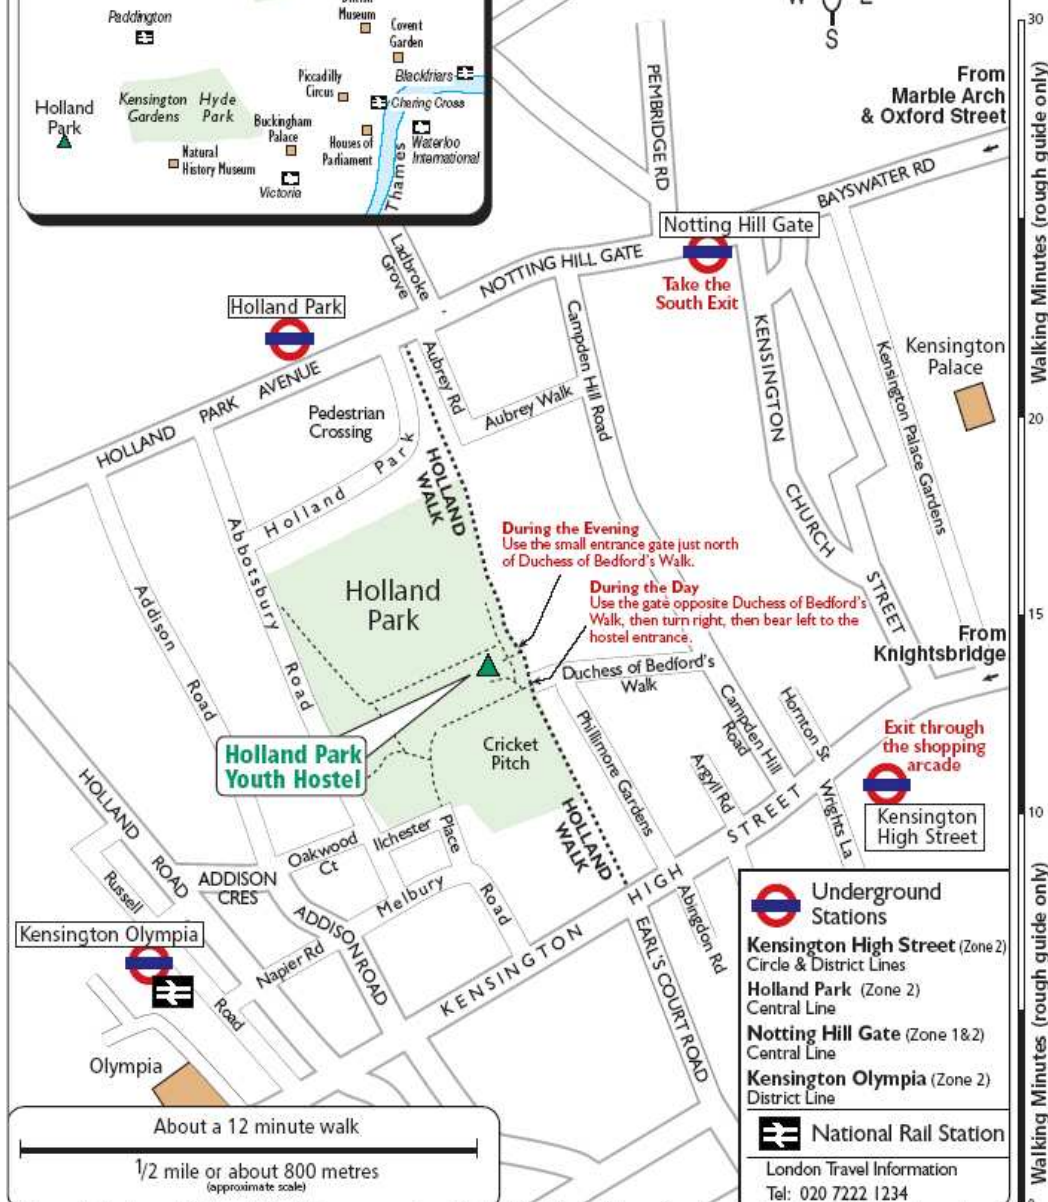 Paddington
Museum
Covent
Garden
Piccadilly
Circus
Blackfriars
Charing Cross
Holland
Park
Kensington
Gardens
Hyde
Park
Buckingham
Palace
Houses of
Parliament
Waterloo
International
Natural
History Museum
Victoria
Thames
S
30
From
Marble Arch
& Oxford Street
PEMBRIDGE RD
BAYSWATER RD
Walking Minutes (rough guide only)
Ladbroke
Grove
NOTTING HILL GATE
Notting Hill Gate
Take the
South Exit
Holland Park
HOLLAND PARK AVENUE
Pedestrian
Crossing
Aubrey Rd
Aubrey Walk
Campden Hill Road
KENSINGTON CHURCH STREET
Kensington Palace Gardens
Kensington
Palace
20
Holland Park
HOLLAND
WALK
Abbotsbury Road
Addison Road
Holland
Park
During the Evening
Use the small entrance gate just north
of Duchess of Bedford's Walk.
During the Day
Use the gate opposite Duchess of Bedford's
Walk, then turn right, then bear left to the
hostel entrance.
15
From
Knightsbridge
Duchess of Bedford's
Walk
Holland Park
Youth Hostel
Cricket
Pitch
Phillimore Gardens
Campden Hill
Road
Hornton St
Argyll Rd
Wrights La
Exit through
the shopping
arcade
Kensington
High Street
10
HOLLAND ROAD
Oakwood
Ct
Ilchester Place
HOLLAND
WALK
ADDISON
CRES
Russell Road
Melbury Road
ADDISON ROAD
Napier Rd
KENSINGTON HIGH STREET
Abingdon Rd
EARL'S COURT ROAD
Kensington Olympia
Olympia
Underground
Stations
Kensington High Street (Zone 2)
Circle & District Lines
Holland Park (Zone 2)
Central Line
Notting Hill Gate (Zone 1&2)
Central Line
Kensington Olympia (Zone 2)
District Line
National Rail Station
London Travel Information
Tel: 020 7222 1234
Walking Minutes (rough guide only)
About a 12 minute walk
1/2 mile or about 800 metres
(approximate scale)